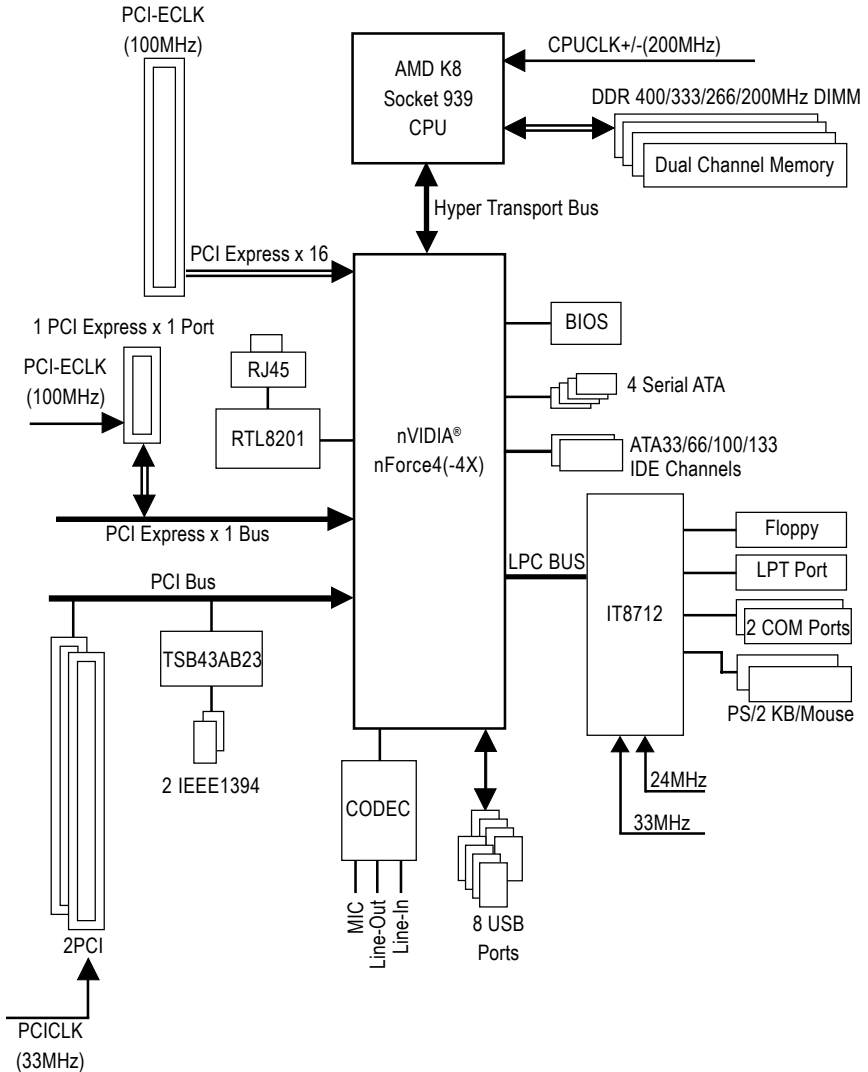 PCI-ECLK
(100MHz)
AMD K8
Socket 939
CPU
CPUCLK+/-(200MHz)
DDR 400/333/266/200MHz DIMM
Dual Channel Memory
Hyper Transport Bus
PCI Express x 16
1 PCI Express x 1 Port
PCI-ECLK
(100MHz)
RJ45
RTL8201
nVIDIA®
nForce4(-4X)
BIOS
4 Serial ATA
ATA33/66/100/133
IDE Channels
PCI Express x 1 Bus
PCI Bus
LPC BUS
IT8712
Floppy
LPT Port
2 COM Ports
PS/2 KB/Mouse
TSB43AB23
2 IEEE1394
CODEC
24MHz
33MHz
MIC
Line-Out
Line-In
8 USB
Ports
2PCI
PCICLK
(33MHz)